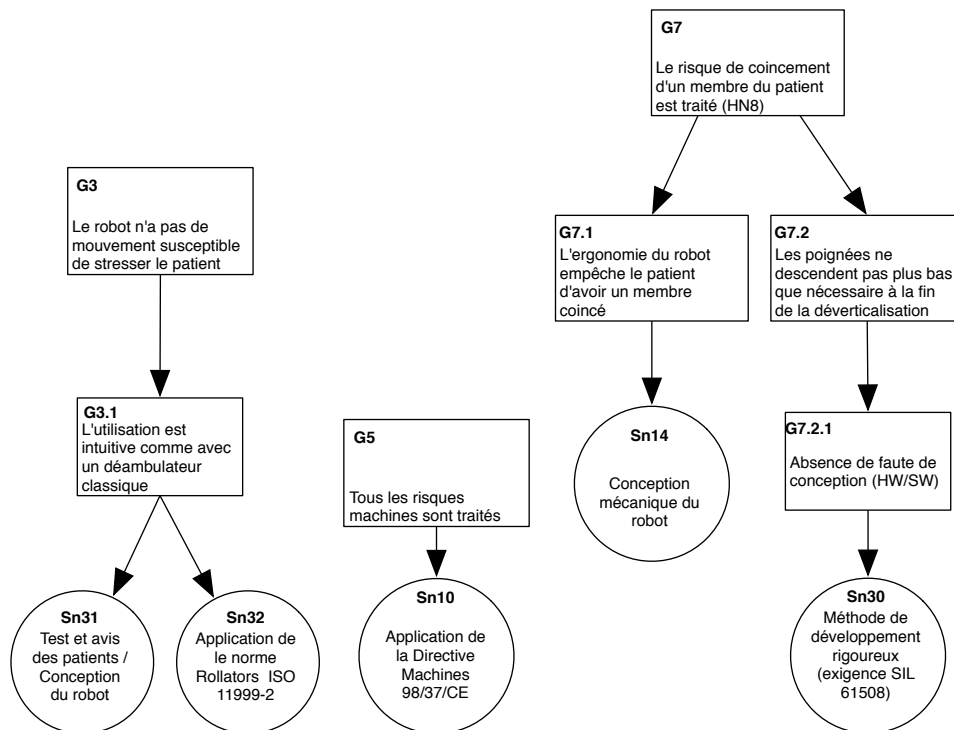 G3
Le robot n'a pas de
mouvement susceptible
de stresser le patient
G3.1
L'utilisation est
intuitive comme avec
un déambulateur
classique
Sn31
Test et avis
des patients /
Conception
du robot
Sn32
Application de
le norme
Rollators ISO
11999-2
G5
Tous les risques
machines sont traités
Sn10
Application de
la Directive
Machines
98/37/CE
G7
Le risque de coincement
d'un membre du patient
est traité (HN8)
G7.1
L'ergonomie du robot
empêche le patient
d'avoir un membre
coincé
Sn14
Conception
mécanique du
robot
G7.2
Les poignées ne
descendent pas plus bas
que nécessaire à la fin
de la déverticalisation
G7.2.1
Absence de faute de
conception (HW/SW)
Sn30
Méthode de
développement
rigoureux
(exigence SIL
61508)